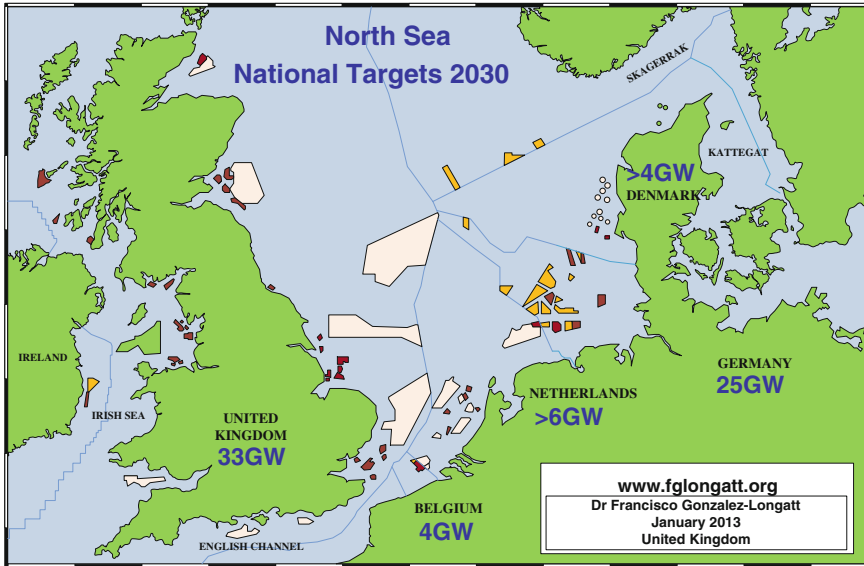 North Sea
National Targets 2030
SKAGERRAK
KATTEGAT
>4GW
DENMARK
IRELAND
IRISH SEA
UNITED
KINGDOM
33GW
GERMANY
25GW
NETHERLANDS
>6GW
BELGIUM
4GW
ENGLISH CHANNEL
www.fglongatt.org
Dr Francisco Gonzalez-Longatt
January 2013
United Kingdom